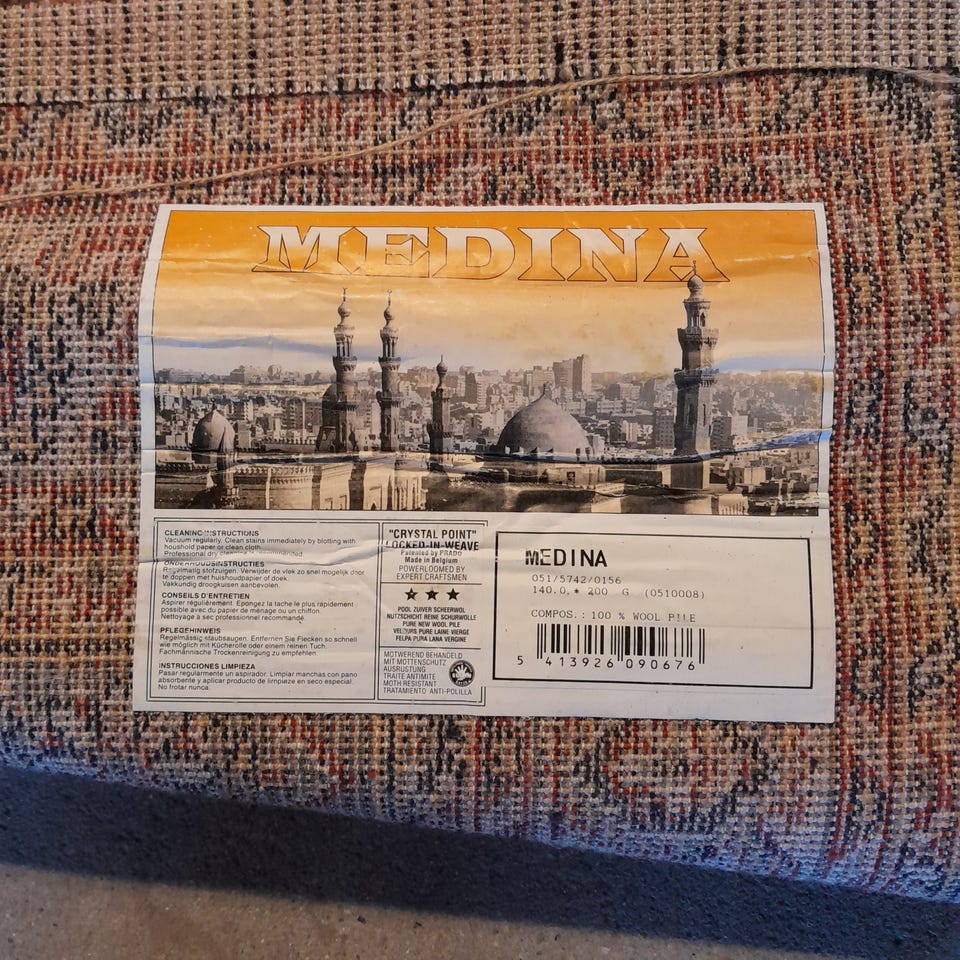 MEDINA
CLEANING INSTRUCTIONS
Vacuum regularly. Clean stains immediately by blotting with
houshold paper or clean cloth.
Professional dry cleaning is recommended
ONDERHOUDSINSTRUCTIES
Regelmatig stofzuigen. Verwijder de vlek zo snel mogelijk door
te doppen met huishoudpapier of doek.
Vakkundig droogkuisen aanbevolen.
CONSEILS D'ENTRETIEN
Aspirer régulièrement. Epongez la tache le plus rapidement
possible avec du papier de ménage ou un chiffon.
Nettoyage à sec professionnel recommandé.
PFLEGEHINWEIS
Regelmässig staubsaugen. Entfernen Sie Flecken so schnell
wie möglich mit Kücherolle oder einem reinen Tuch.
Fachmännische Trockenreinigung zu empfehlen.
INSTRUCCIONES LIMPIEZA
Pasar regularmente un aspirador. Limpiar manchas con pano
absorbente y aplicar producto de limpieza en seco especial.
No frotar nunca.
"CRYSTAL POINT"
LOCKED-IN-WEAVE
Patented by PRADO
Made in Belgium
POWERLOOMED BY
EXPERT CRAFTSMEN
POOL ZUIVER SCHEERWOL
NUTZSCHICHT REINE SCHURWOLLE
PURE NEW WOOL PILE
VELOURS PURE LAINE VIERGE
FELPA PURA LANA VERGINE
MOTWEREND BEHANDELD
MIT MOTTENSCHUTZ
AUSRUSTUNG
TRAITE ANTIMITE
MOTH RESISTANT
TRATAMIENTO ANTI-POLILLA
MEDINA
051/5742/0156
140.0.* 200 G (0510008)
COMPOS.: 100 % WOOL PILE
5 413926 090676